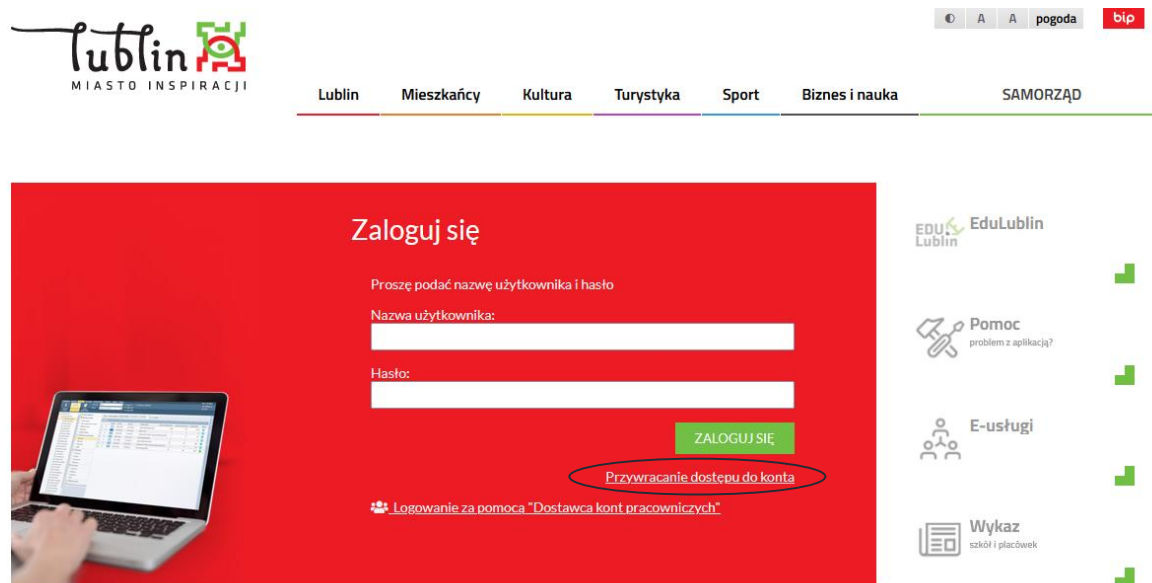 lublin
MIASTO INSPIRACJI
A A pogoda bip
Lublin Mieszkańcy Kultura Turystyka Sport Biznes i nauka SAMORZĄD
Zaloguj się
Proszę podać nazwę użytkownika i hasło
Nazwa użytkownika:
Hasło:
ZALOGUJ SIĘ
Przywracanie dostępu do konta
Logowanie za pomocą "Dostawca kont pracowniczych"
EDU Lublin
EduLublin
Pomoc
problem z aplikacją?
E-usługi
Wykaz
szkół i placówek